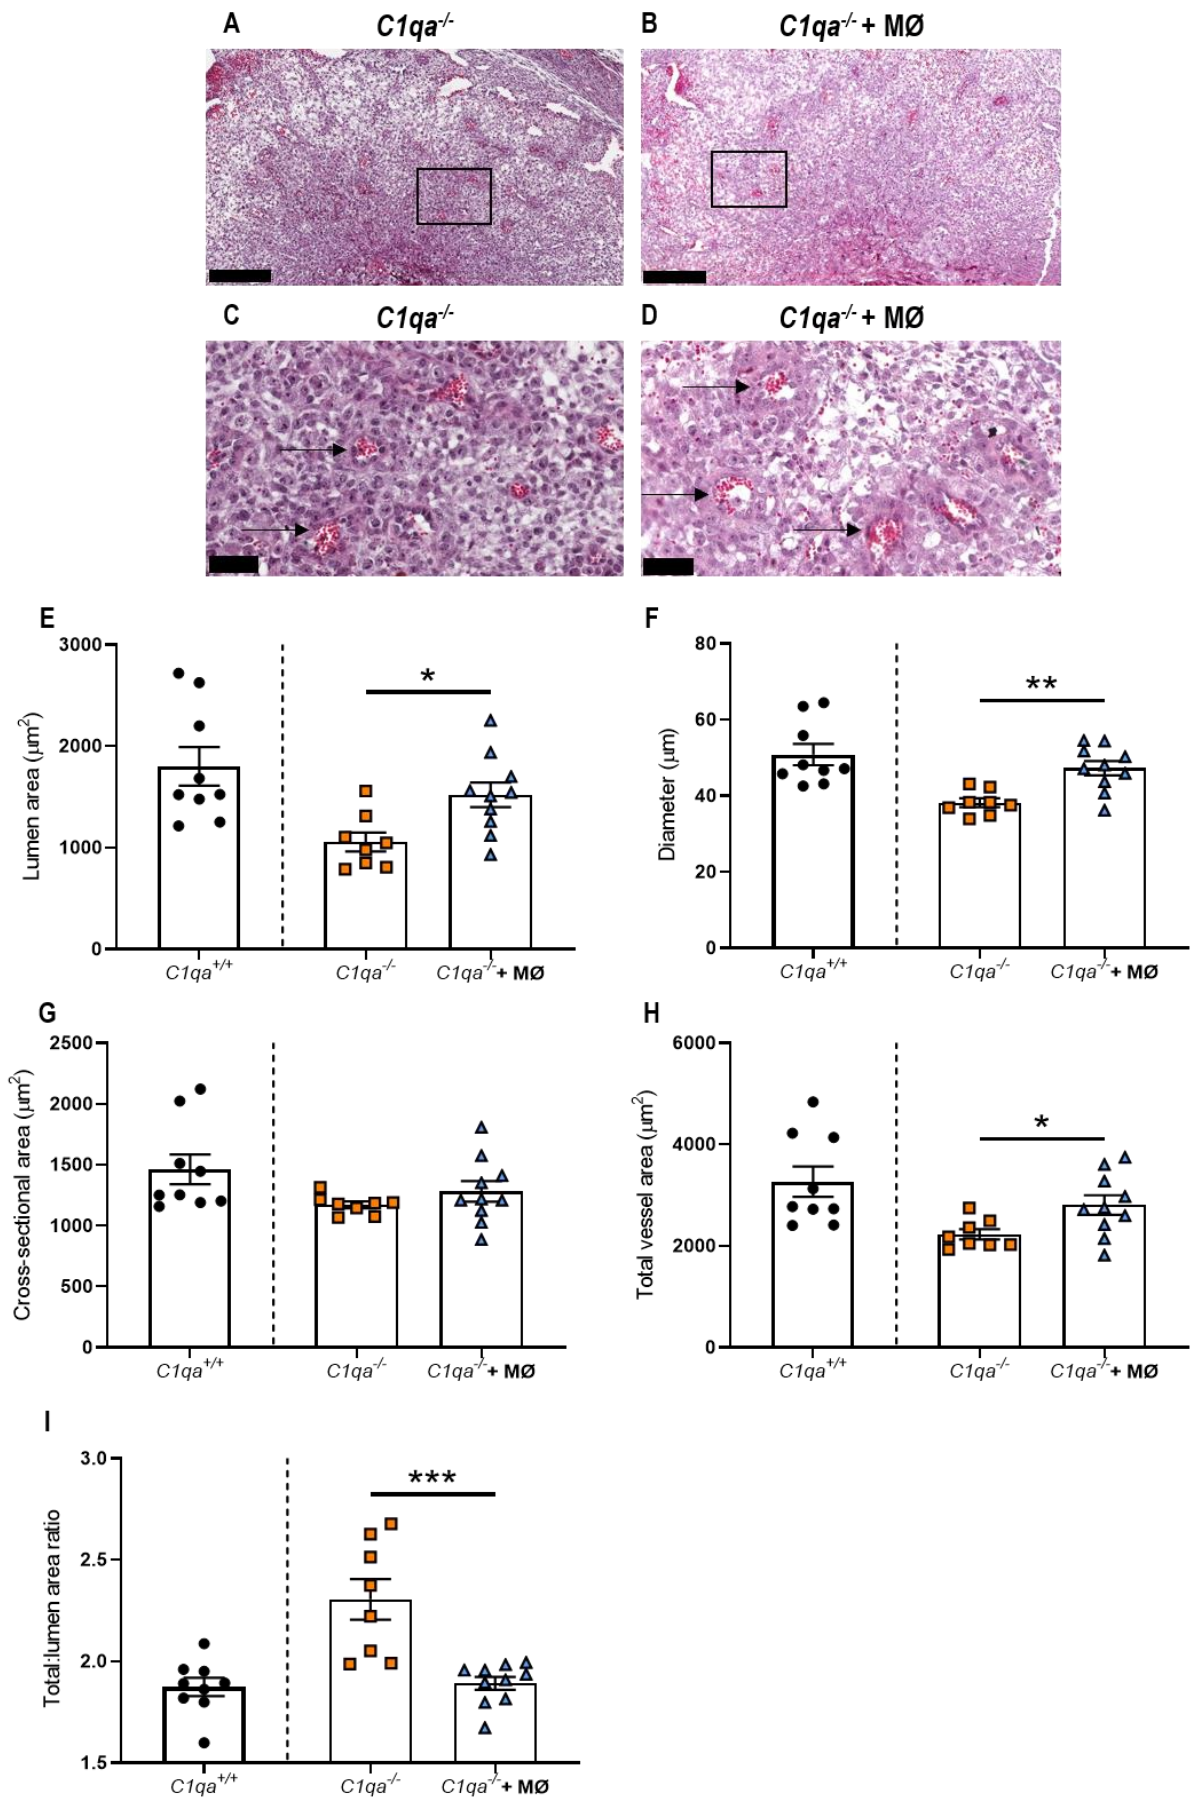 A C1qa-/- B C1qa-/- + MØ
C C1qa-/- D C1qa-/- + MØ
E
Lumen area (µm2)
3000
2000
1000
0
*
C1qa+/+ C1qa-/- C1qa-/-+ MØ
F
Diameter (µm)
80
60
40
20
0
**
C1qa+/+ C1qa-/- C1qa-/-+ MØ
G
Cross-sectional area (µm2)
2500
2000
1500
1000
500
0
C1qa+/+ C1qa-/- C1qa-/-+ MØ
H
Total vessel area (µm2)
6000
4000
2000
0
*
C1qa+/+ C1qa-/- C1qa-/-+ MØ
I
Total:lumen area ratio
3.0
2.5
2.0
1.5
***
C1qa+/+ C1qa-/- C1qa-/-+ MØ